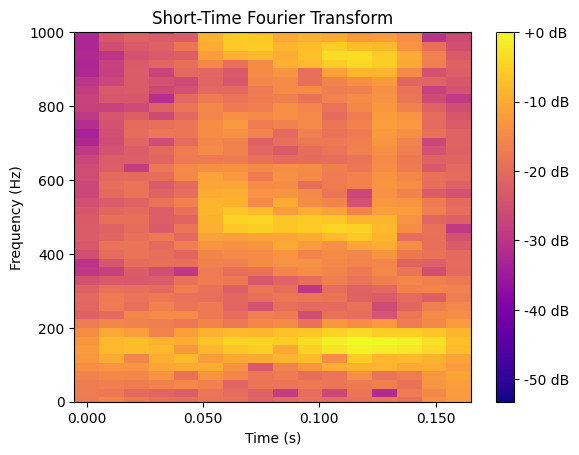 Short-Time Fourier Transform
1000
800
600
400
200
0
Frequency (Hz)
0.000
0.050
0.100
0.150
Time (s)
+0 dB
-10 dB
-20 dB
-30 dB
-40 dB
-50 dB